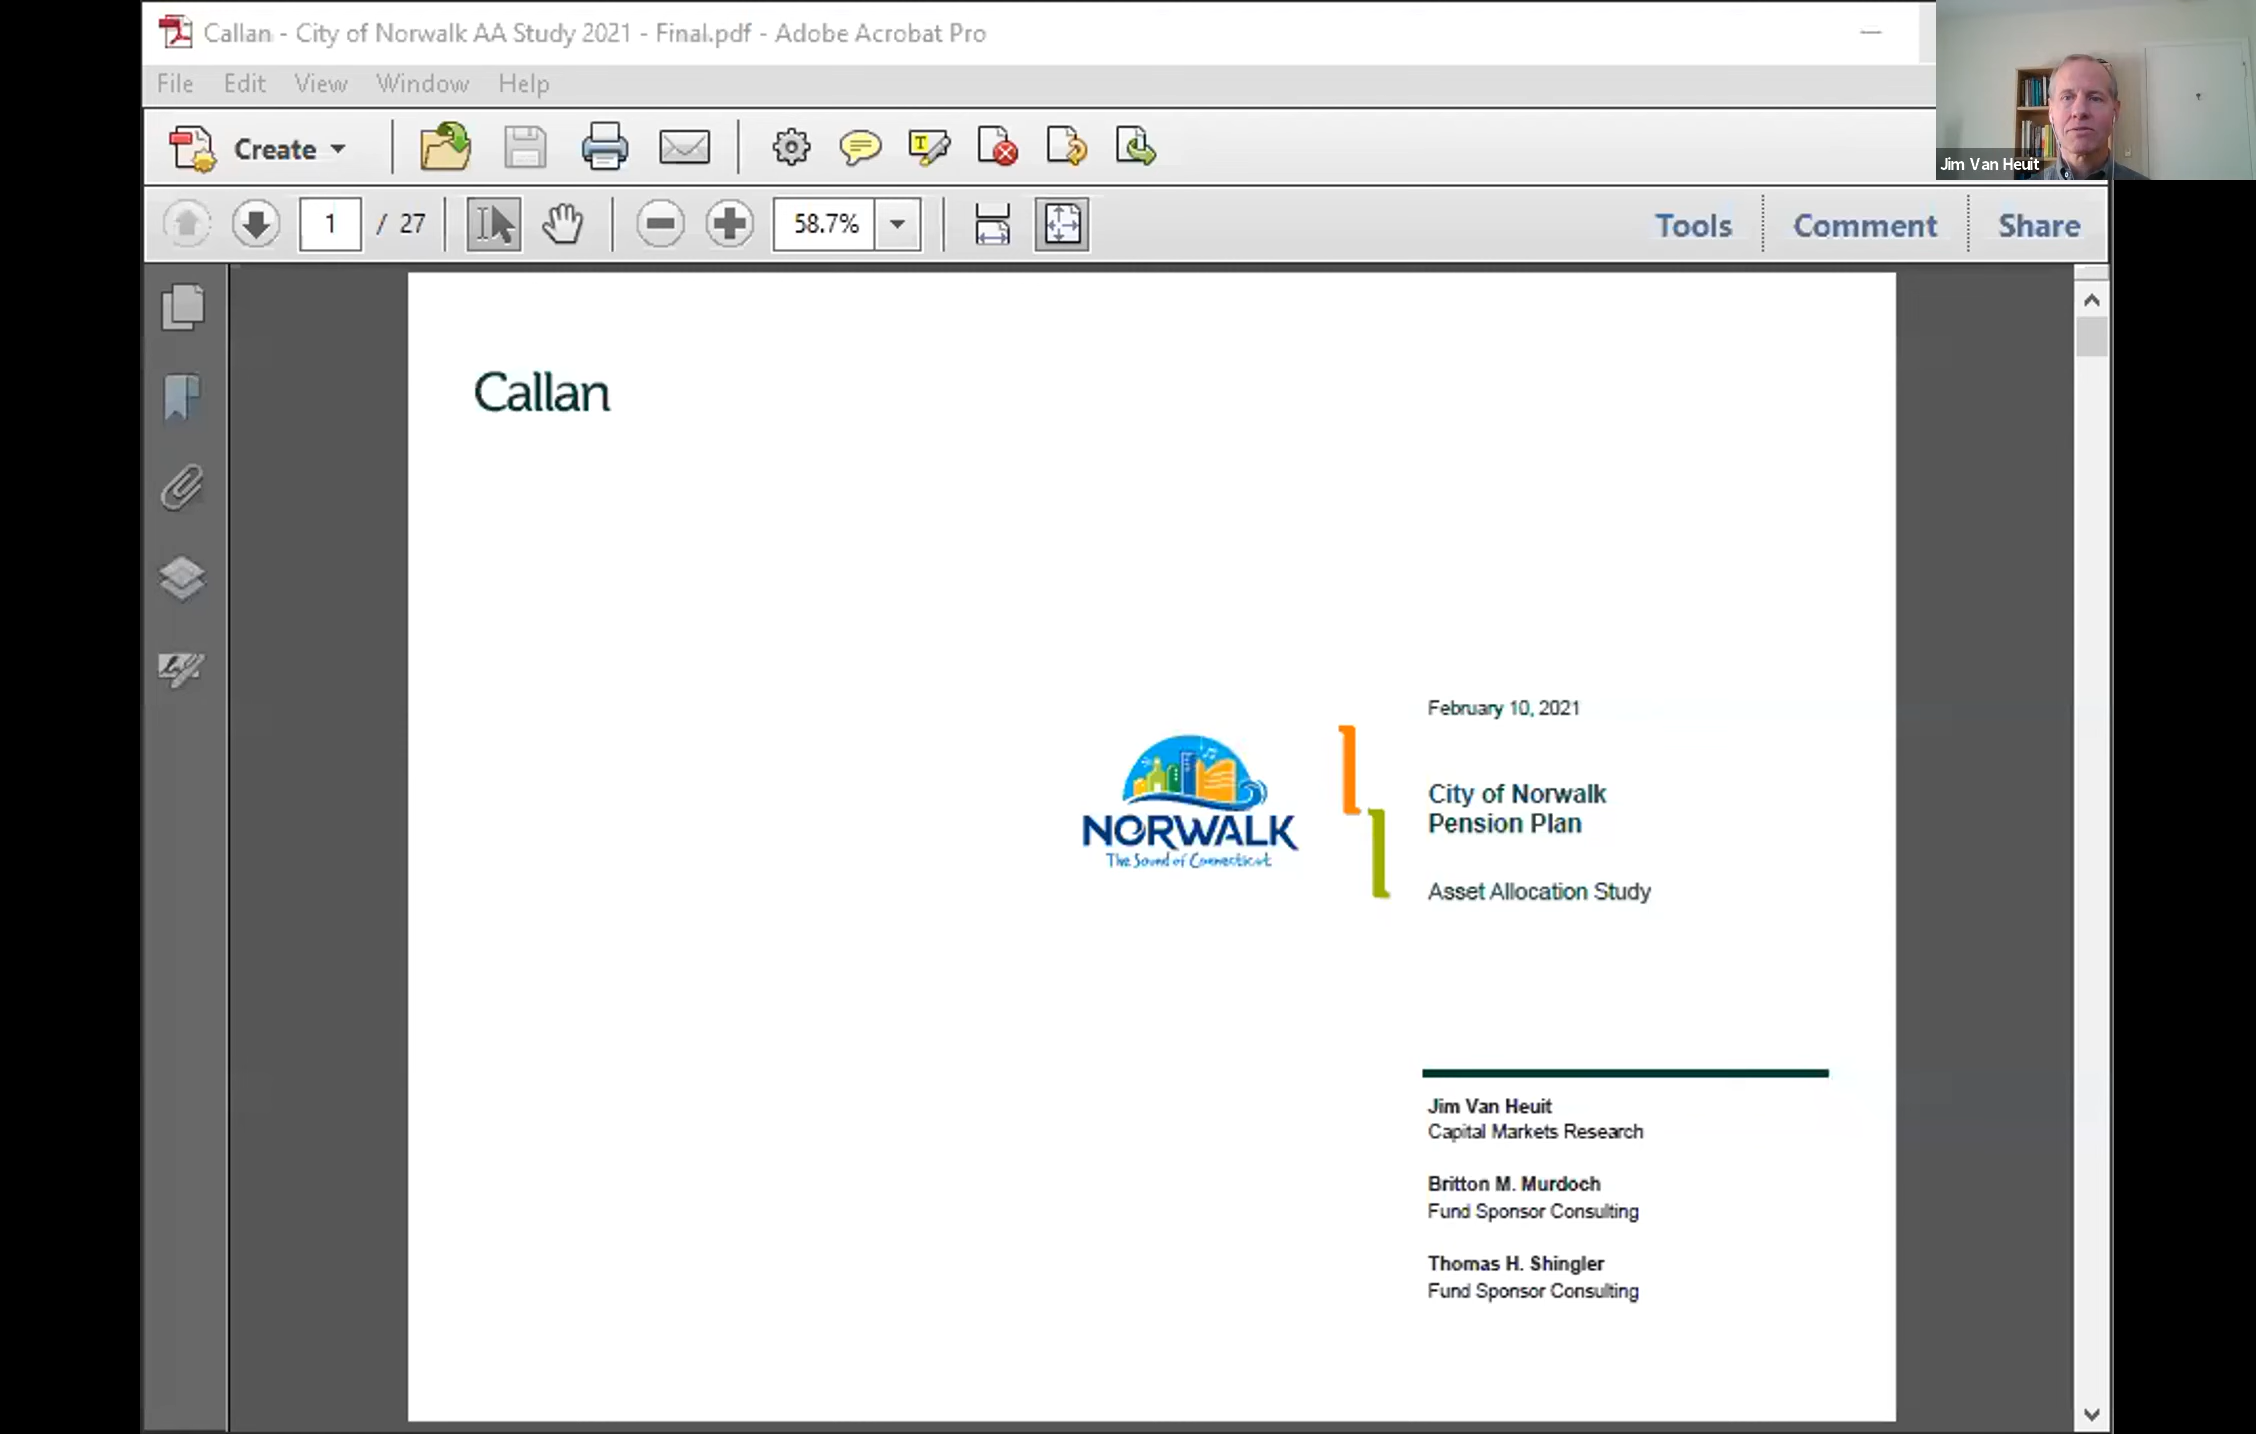 Callan - City of Norwalk AA Study 2021 - Final.pdf - Adobe Acrobat Pro
File Edit View Window Help
Jim Van Heuit
Create
1 / 27 58.7% Tools Comment Share
Callan
February 10, 2021
City of Norwalk
Pension Plan
NORWALK
The Sound of Connecticut
Asset Allocation Study
Jim Van Heuit
Capital Markets Research
Britton M. Murdoch
Fund Sponsor Consulting
Thomas H. Shingler
Fund Sponsor Consulting